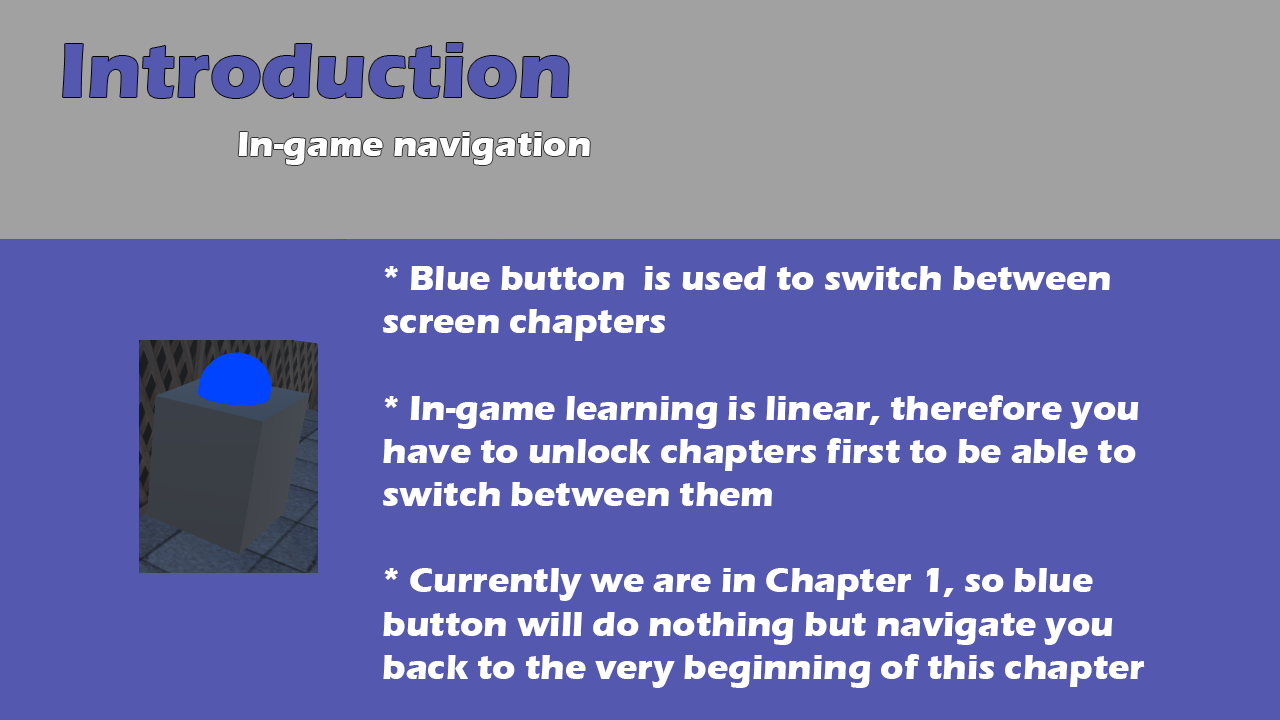 Introduction
In-game navigation
* Blue button  is used to switch between
screen chapters
* In-game learning is linear, therefore you
have to unlock chapters first to be able to
switch between them
* Currently we are in Chapter 1, so blue
button will do nothing but navigate you
back to the very beginning of this chapter